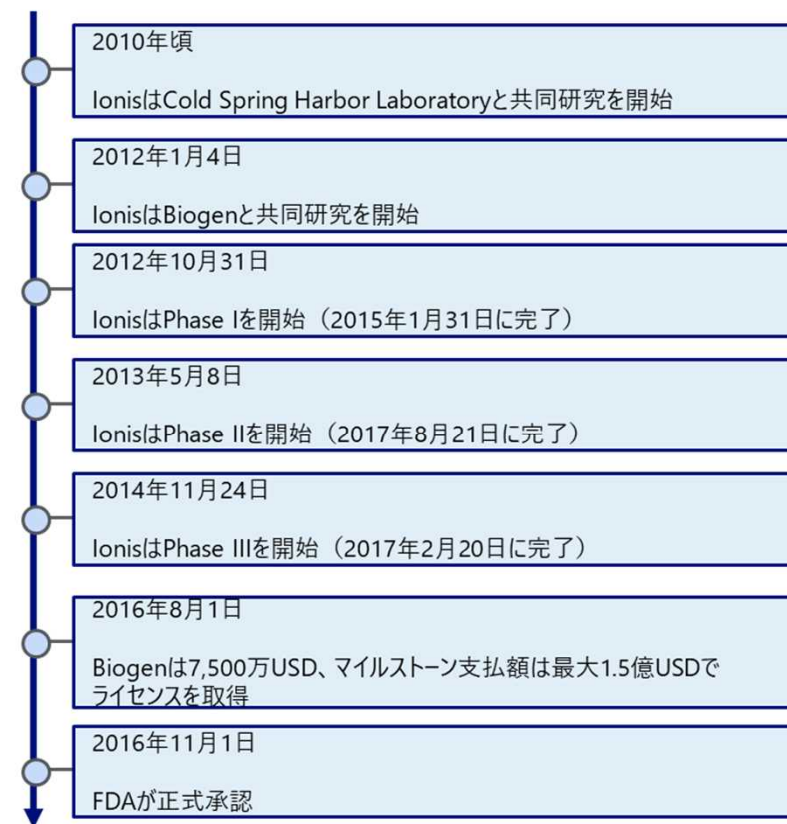 2010年頃
IonisはCold Spring Harbor Laboratoryと共同研究を開始
2012年1月4日
IonisはBiogenと共同研究を開始
2012年10月31日
IonisはPhase Iを開始（2015年1月31日に完了）
2013年5月8日
IonisはPhase IIを開始（2017年8月21日に完了）
2014年11月24日
IonisはPhase IIIを開始（2017年2月20日に完了）
2016年8月1日
Biogenは7,500万USD、マイルストーン支払額は最大1.5億USDで
ライセンスを取得
2016年11月1日
FDAが正式承認